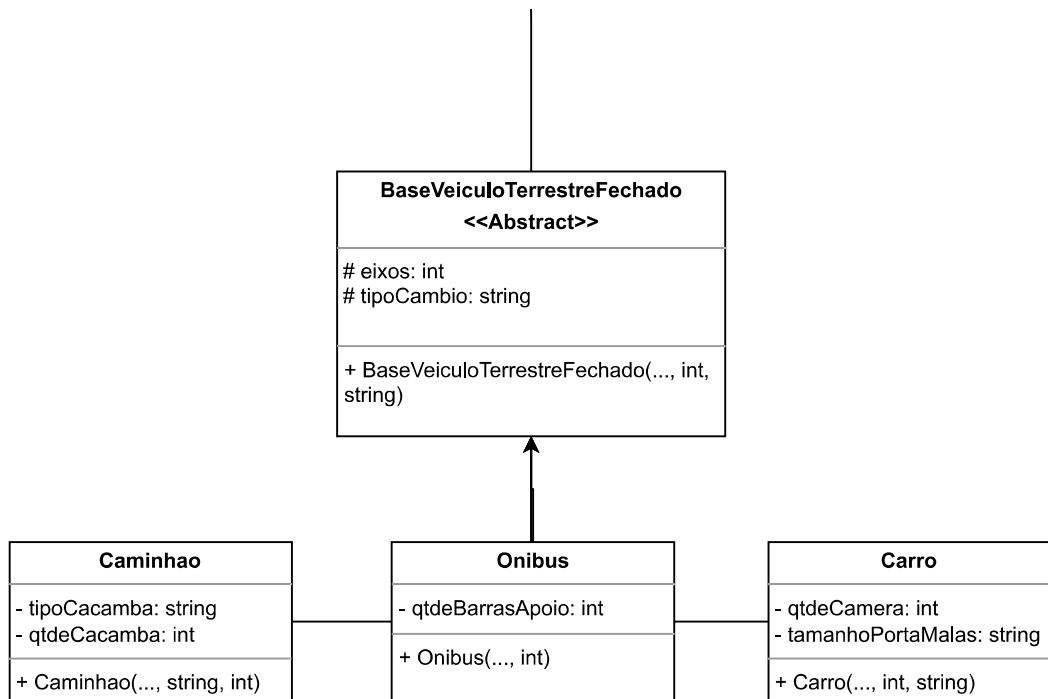 BaseVeiculoTerrestreFechado
<<Abstract>>
# eixos: int
# tipoCambio: string
+ BaseVeiculoTerrestreFechado(..., int,
string)
Caminhao
- tipoCacamba: string
- qtdeCacamba: int
+ Caminhao(..., string, int)
Onibus
- qtdeBarrasApoio: int
+ Onibus(..., int)
Carro
- qtdeCamera: int
- tamanhoPortaMalas: string
+ Carro(..., int, string)